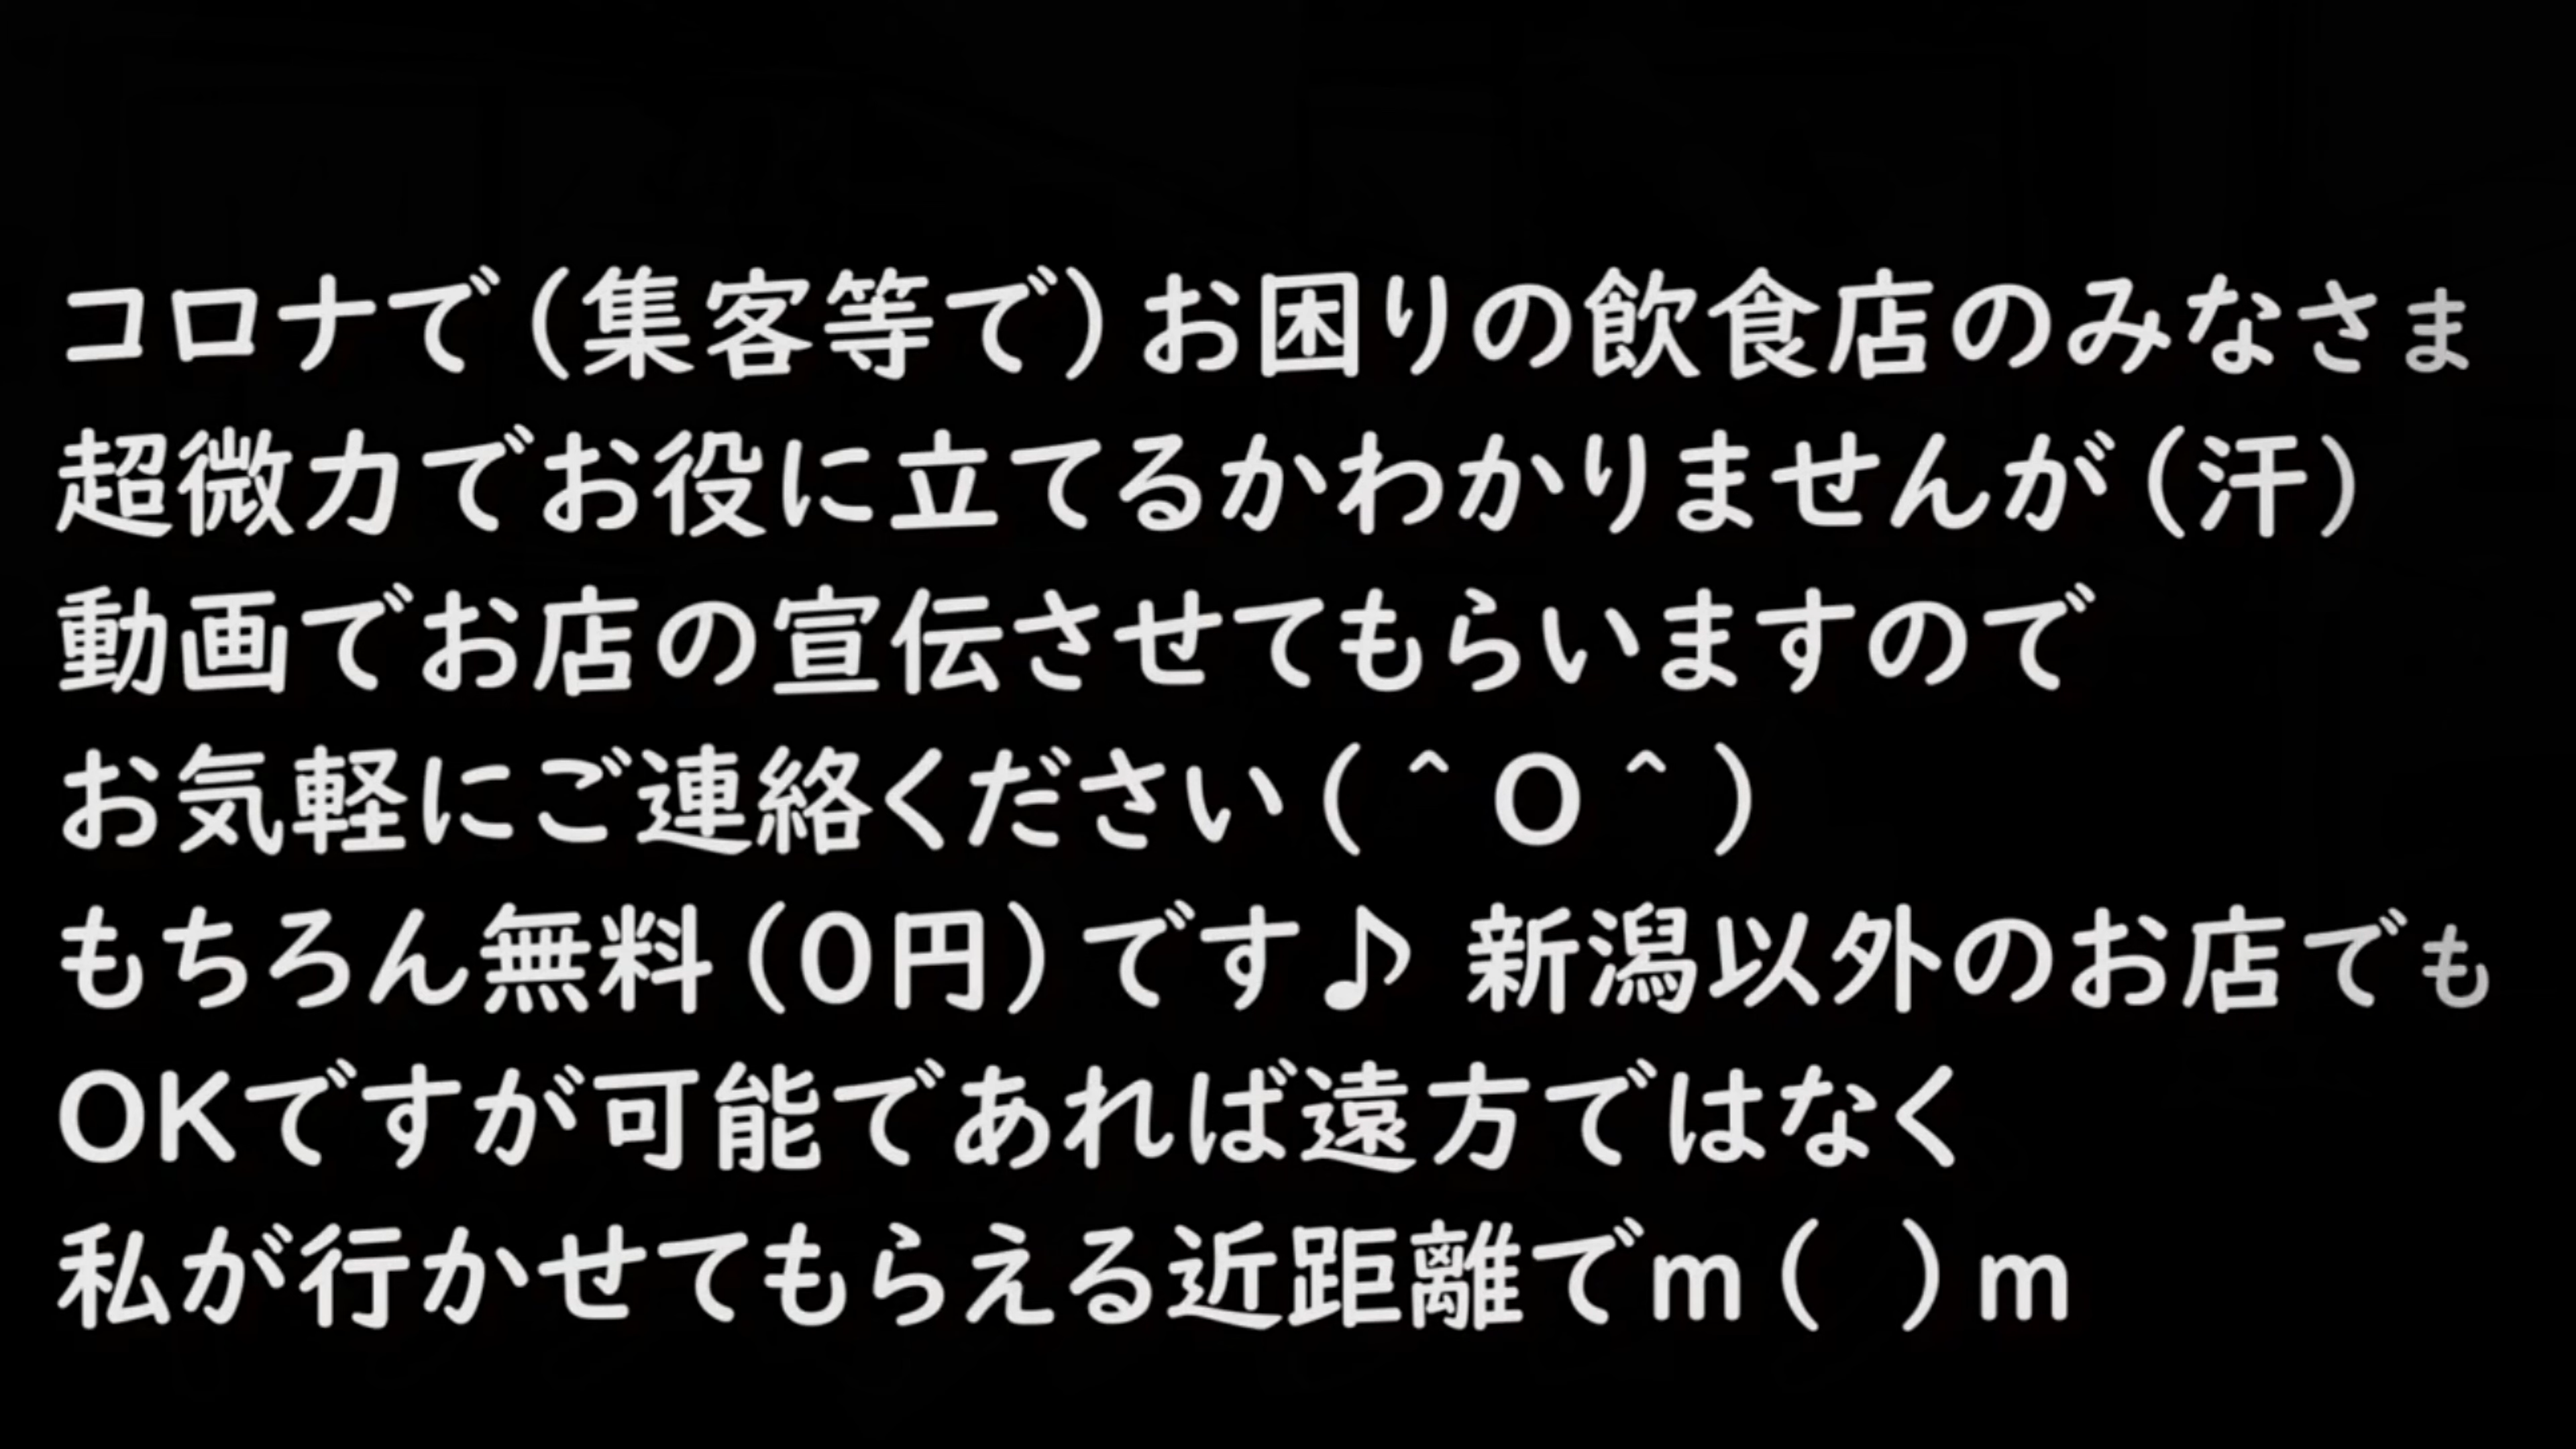 コロナで（集客等で）お困りの飲食店のみなさま
超微力でお役に立てるかわかりませんが（汗）
動画でお店の宣伝させてもらいますので
お気軽にご連絡ください（＾Ｏ＾）
もちろん無料（０円）です♪ 新潟以外のお店でも
OKですが可能であれば遠方ではなく
私が行かせてもらえる近距離でｍ（　）ｍ